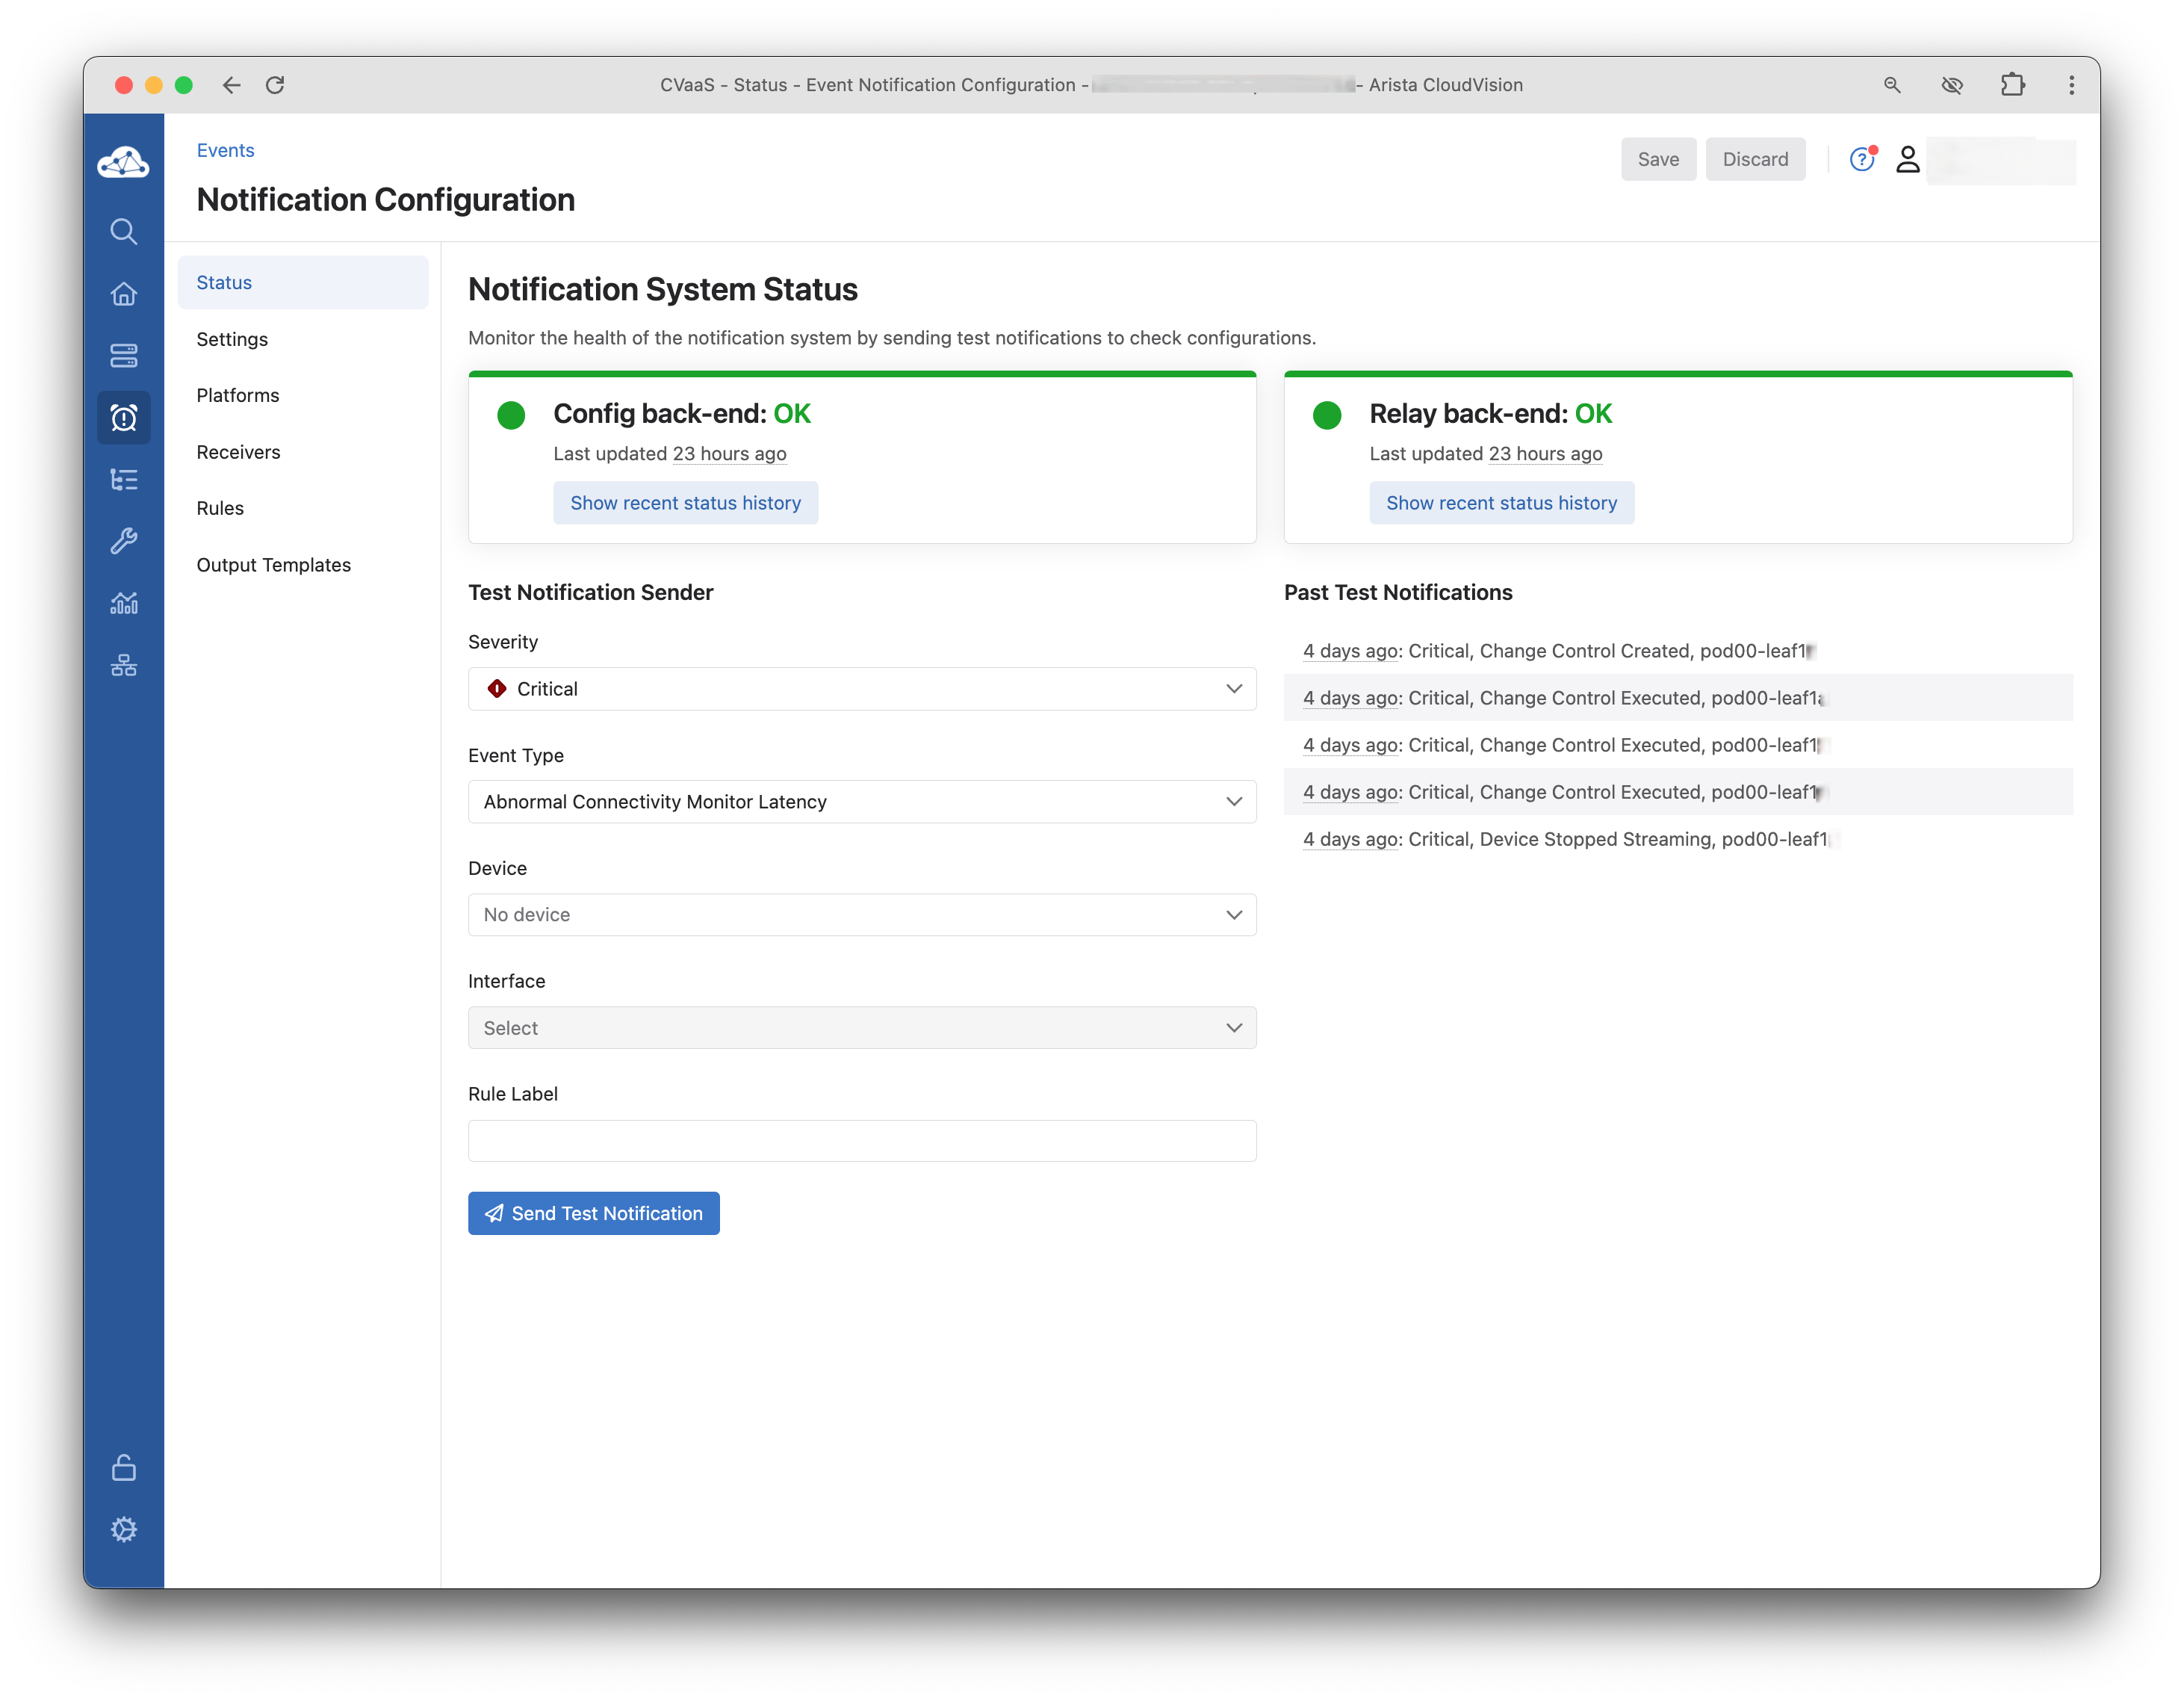 CVaaS - Status - Event Notification Configuration - - Arista CloudVision
Events
Notification Configuration
Save
Discard
Status
Settings
Platforms
Receivers
Rules
Output Templates
Notification System Status
Monitor the health of the notification system by sending test notifications to check configurations.
Config back-end: OK
Last updated 23 hours ago
Show recent status history
Relay back-end: OK
Last updated 23 hours ago
Show recent status history
Test Notification Sender
Severity
Critical
Event Type
Abnormal Connectivity Monitor Latency
Device
No device
Interface
Select
Rule Label
Send Test Notification
Past Test Notifications
4 days ago: Critical, Change Control Created, pod00-leaf1
4 days ago: Critical, Change Control Executed, pod00-leaf1
4 days ago: Critical, Change Control Executed, pod00-leaf1
4 days ago: Critical, Change Control Executed, pod00-leaf1
4 days ago: Critical, Device Stopped Streaming, pod00-leaf1